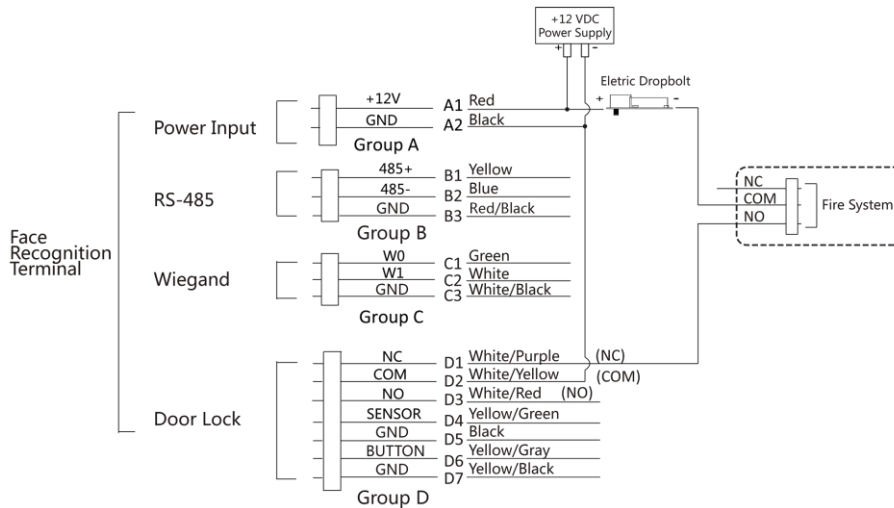 +12 VDC
Power Supply
+ -
Eletric Dropbolt
+ -
Face
Recognition
Terminal
Power Input
+12V A1 Red
GND A2 Black
Group A
RS-485
485+ B1 Yellow
485- B2 Blue
GND B3 Red/Black
Group B
Wiegand
W0 C1 Green
W1 C2 White
GND C3 White/Black
Group C
Door Lock
NC D1 White/Purple (NC)
COM D2 White/Yellow (COM)
NO D3 White/Red (NO)
SENSOR D4 Yellow/Green
GND D5 Black
BUTTON D6 Yellow/Gray
GND D7 Yellow/Black
Group D
NC
COM
NO
Fire System